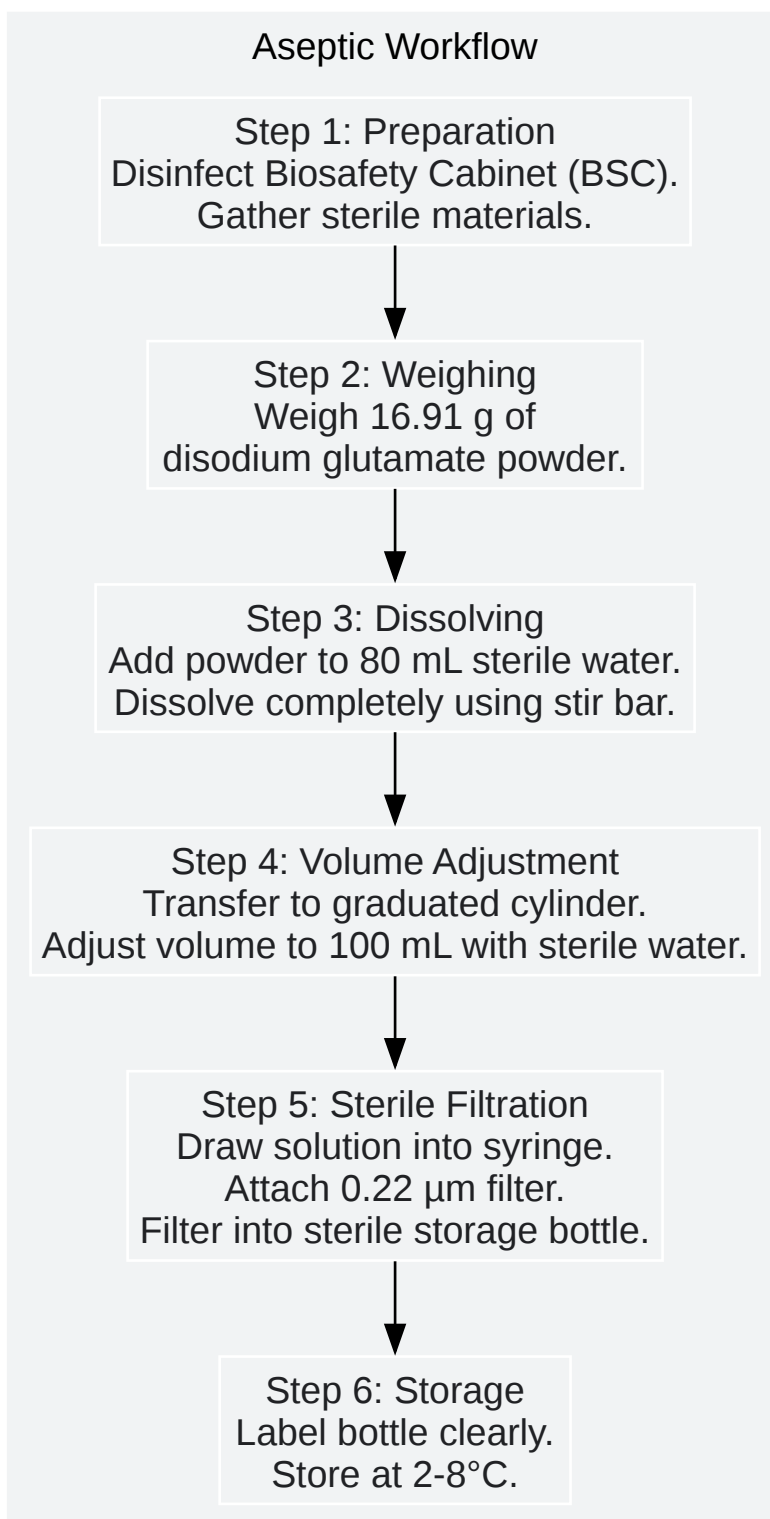 Aseptic Workflow
Step 1: Preparation
Disinfect Biosafety Cabinet (BSC).
Gather sterile materials.
Step 2: Weighing
Weigh 16.91 g of
disodium glutamate powder.
Step 3: Dissolving
Add powder to 80 mL sterile water.
Dissolve completely using stir bar.
Step 4: Volume Adjustment
Transfer to graduated cylinder.
Adjust volume to 100 mL with sterile water.
Step 5: Sterile Filtration
Draw solution into syringe.
Attach 0.22 µm filter.
Filter into sterile storage bottle.
Step 6: Storage
Label bottle clearly.
Store at 2-8°C.